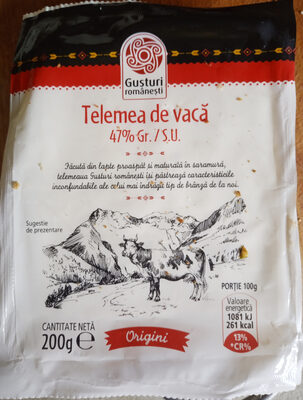 Gusturi
românești
Telemea de vacă
47% Gr. / S.U.
Făcută din lapte proaspăt și maturată în saramură,
telemeaua Gusturi românești își păstrează caracteristicile
inconfundabile ale celui mai îndrăgit tip de brânză de la noi.
Sugestie
de prezentare
PORȚIE 100g
Valoare
energetică
1081 kJ
261 kcal
13%
*CR%
CANTITATE NETĂ
200g e
Origini